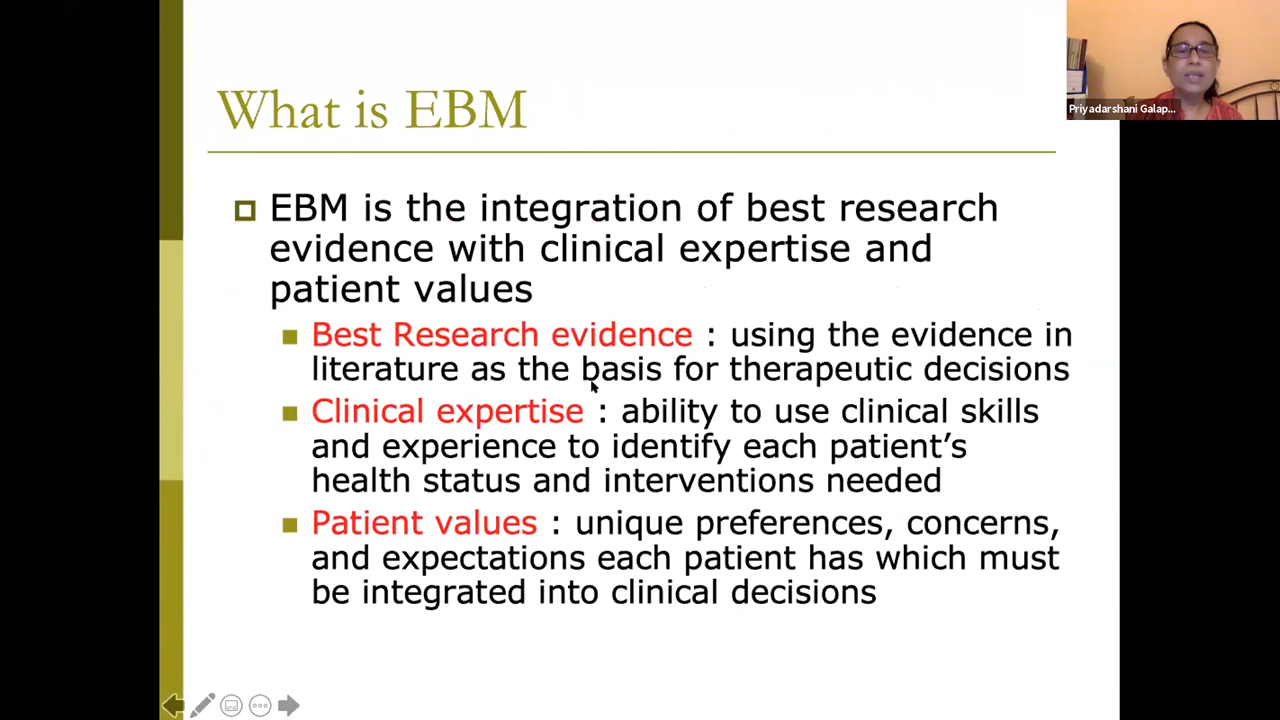 What is EBM
EBM is the integration of best research
evidence with clinical expertise and
patient values
Best Research evidence : using the evidence in
literature as the basis for therapeutic decisions
Clinical expertise : ability to use clinical skills
and experience to identify each patient’s
health status and interventions needed
Patient values : unique preferences, concerns,
and expectations each patient has which must
be integrated into clinical decisions
Priyadarshani Galap...